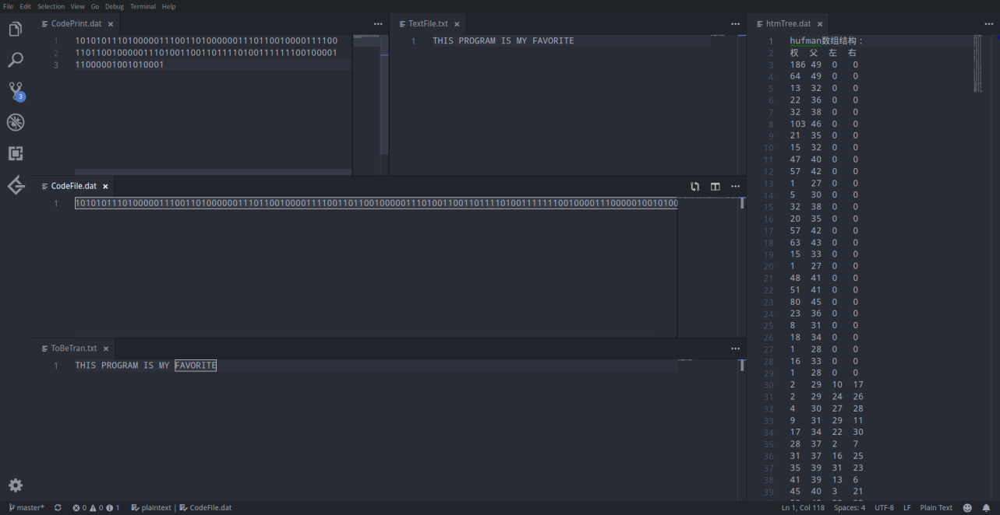 File Edit Selection View Go Debug Terminal Help
CodePrint.dat ×
1 10101011101000001110011010000001110110010000111100
2 11011001000001110100110011011110100111111100100001
3 11000001001010001
TextFile.txt ×
1 THIS PROGRAM IS MY FAVORITE
CodeFile.dat ×
1 1010101110100000111001101000000111011001000011110011011001000001110100110011011110100111111100100001110000010010100
ToBeTran.txt ×
1 THIS PROGRAM IS MY FAVORITE
htmTree.dat ×
1 hufman数组结构：
2 权 父 左 右
3 186 49 0 0
4 64 49 0 0
5 13 32 0 0
6 22 36 0 0
7 32 38 0 0
8 103 46 0 0
9 21 35 0 0
10 15 32 0 0
11 47 40 0 0
12 57 42 0 0
13 1 27 0 0
14 5 30 0 0
15 32 38 0 0
16 20 35 0 0
17 57 42 0 0
18 63 43 0 0
19 15 33 0 0
20 1 27 0 0
21 48 41 0 0
22 51 41 0 0
23 80 45 0 0
24 23 36 0 0
25 8 31 0 0
26 18 34 0 0
27 1 28 0 0
28 16 33 0 0
29 1 28 0 0
30 2 29 10 17
31 2 29 24 26
32 4 30 27 28
33 9 31 29 11
34 17 34 22 30
35 28 37 2 7
36 31 37 16 25
37 35 39 31 23
38 41 39 13 6
39 45 40 3 21
3
master* 0 0 1 plaintext | CodeFile.dat
Ln 1, Col 118 Spaces: 4 UTF-8 LF Plain Text